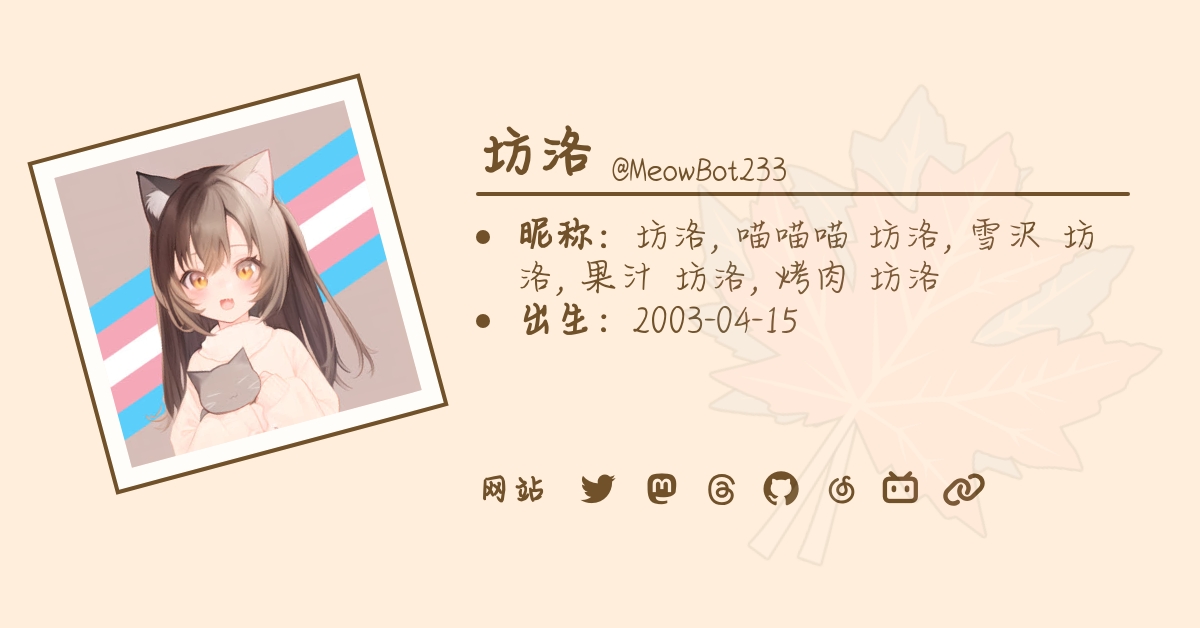 坊洛 @MeowBot233
昵称： 坊洛, 喵喵喵 坊洛, 雪沢 坊
洛, 果汁 坊洛, 烤肉 坊洛
出生： 2003-04-15
网站